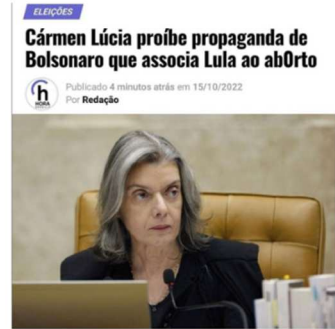 ELEIÇÕES
Cármen Lúcia proíbe propaganda de
Bolsonaro que associa Lula ao ab0rto
h
HORA
Publicado 4 minutos atrás em 15/10/2022
Por Redação